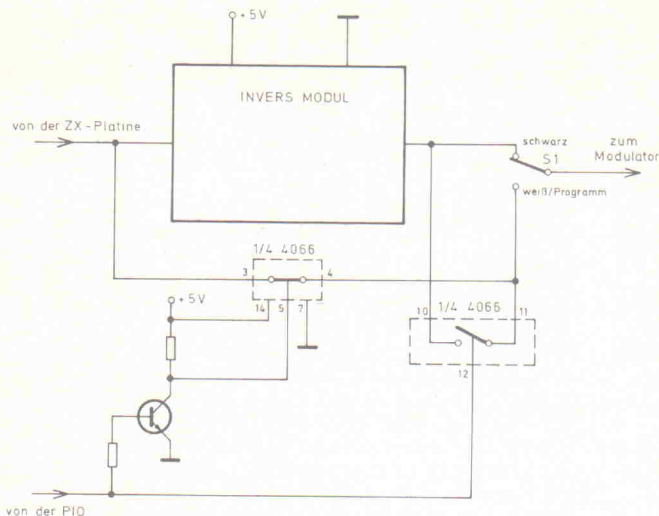 +5V
INVERS MODUL
von der ZX-Platine
schwarz
zum
Modulator
S1
weiß/Programm
1/4 4066
3
4
+5V
14
5
7
10
1/4 4066
11
12
von der PIO